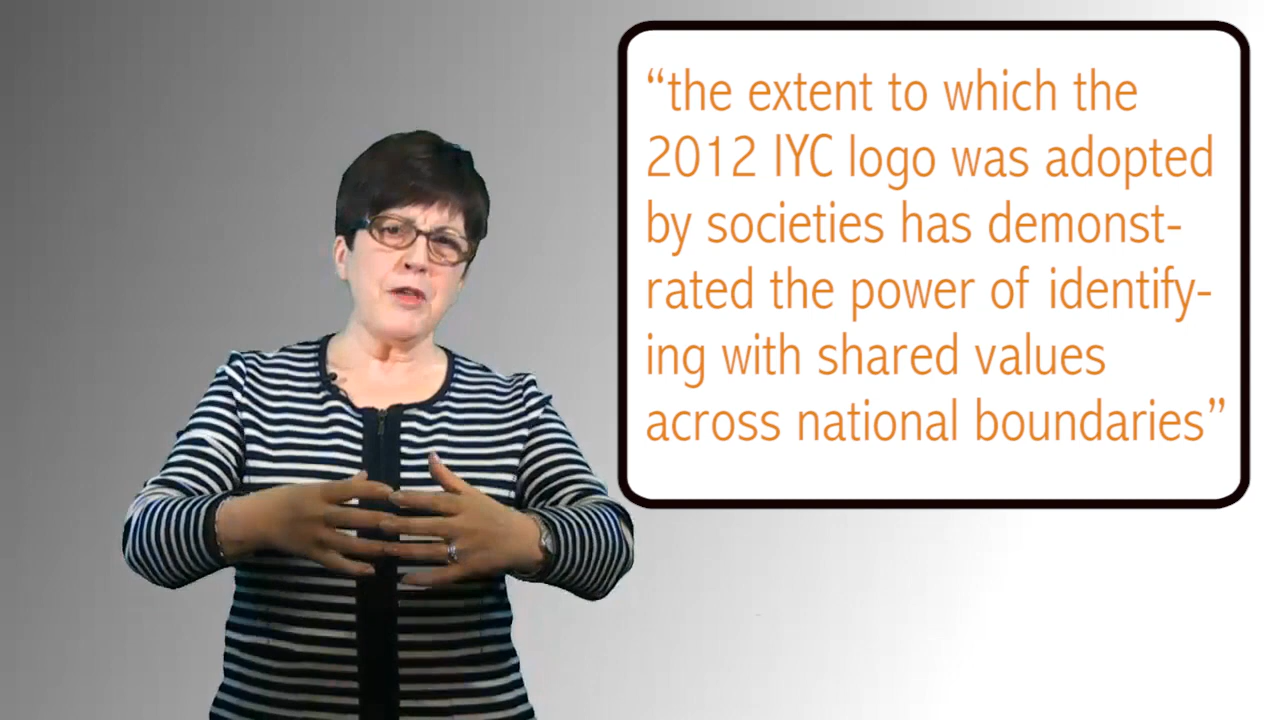 “the extent to which the
2012 IYC logo was adopted
by societies has demonst-
rated the power of identify-
ing with shared values
across national boundaries”